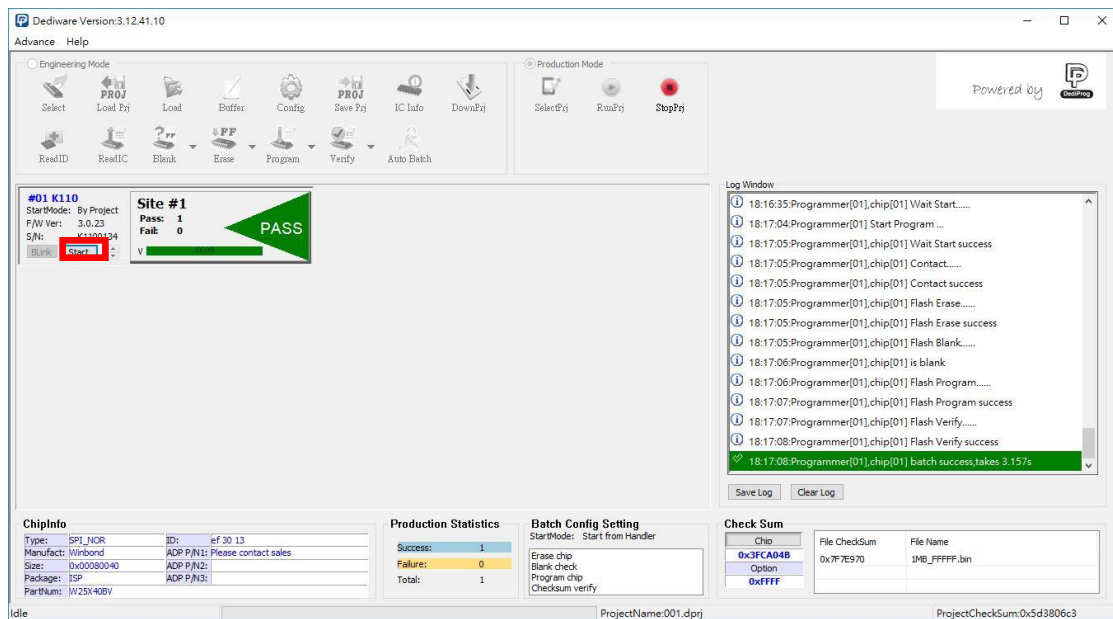 Dediware Version:3.12.41.10
Advance Help
Engineering Mode
Select Load Prj Load Buffer Config Save Prj IC Info DownPrj
ReadID ReadIC Blank Erase Program Verify Auto Batch
Production Mode
SelectPrj RunPrj StopPrj
Powered by DediProg
#01 K110
StartMode: By Project
F/W Ver: 3.0.23
S/N: K1100134
BLink Start
Site #1
Pass: 1
Fail: 0
PASS
V 100%
Log Window
18:16:35:Programmer[01],chip[01] Wait Start......
18:17:04:Programmer[01] Start Program ...
18:17:05:Programmer[01],chip[01] Wait Start success
18:17:05:Programmer[01],chip[01] Contact......
18:17:05:Programmer[01],chip[01] Contact success
18:17:05:Programmer[01],chip[01] Flash Erase......
18:17:05:Programmer[01],chip[01] Flash Erase success
18:17:05:Programmer[01],chip[01] Flash Blank......
18:17:06:Programmer[01],chip[01] is blank
18:17:06:Programmer[01],chip[01] Flash Program......
18:17:07:Programmer[01],chip[01] Flash Program success
18:17:07:Programmer[01],chip[01] Flash Verify......
18:17:08:Programmer[01],chip[01] Flash Verify success
18:17:08:Programmer[01],chip[01] batch success,takes 3.157s
Save Log Clear Log
ChipInfo
Type: SPI_NOR ID: ef 30 13
Manufact: Winbond ADP P/N1: Please contact sales
Size: 0x00080040 ADP P/N2:
Package: ISP ADP P/N3:
PartNum: W25X40BV
Production Statistics
Success: 1
Failure: 0
Total: 1
Batch Config Setting
StartMode: Start from Handler
Erase chip
Blank check
Program chip
Checksum verify
Check Sum
Chip
0x3FCA04B
Option
0xFFFF
File CheckSum File Name
0x7F7E970 1MB_FFFFF.bin
Idle ProjectName:001.dprj ProjectCheckSum:0x5d3806c3